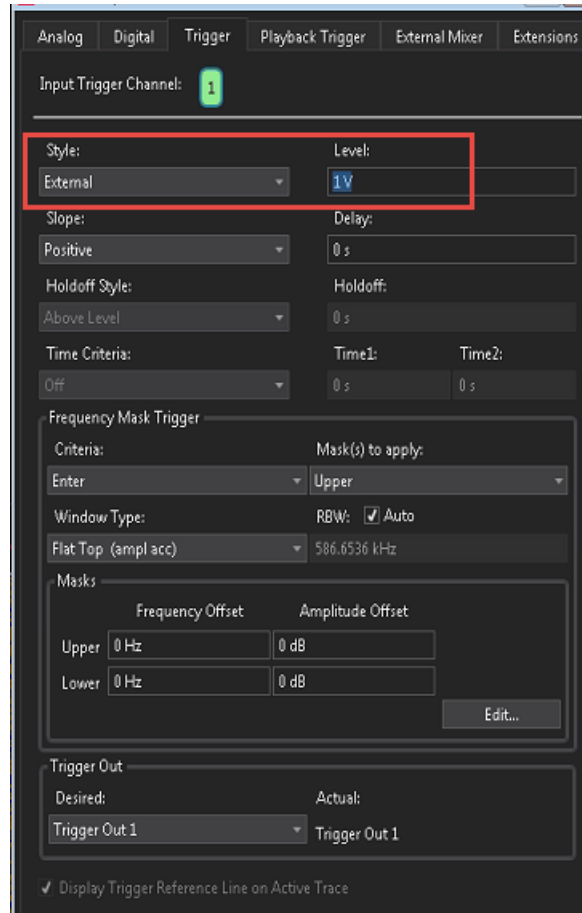 Analog Digital Trigger Playback Trigger External Mixer Extensions
Input Trigger Channel: 1
Style: Level:
External 1 V
Slope: Delay:
Positive 0 s
Holdoff Style: Holdoff:
Above Level 0 s
Time Criteria: Time1: Time2:
Off 0 s 0 s
Frequency Mask Trigger
Criteria: Mask(s) to apply:
Enter Upper
Window Type: RBW: Auto
Flat Top (ampl acc) 586.6536 kHz
Masks
Frequency Offset Amplitude Offset
Upper 0 Hz 0 dB
Lower 0 Hz 0 dB
Edit...
Trigger Out
Desired: Actual:
Trigger Out 1 Trigger Out 1
Display Trigger Reference Line on Active Trace